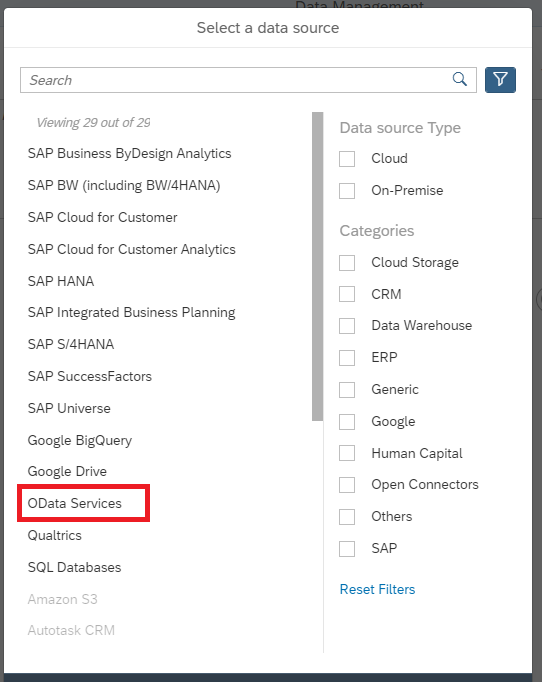 Data Management
Select a data source
Search
Viewing 29 out of 29
SAP Business ByDesign Analytics
SAP BW (including BW/4HANA)
SAP Cloud for Customer
SAP Cloud for Customer Analytics
SAP HANA
SAP Integrated Business Planning
SAP S/4HANA
SAP SuccessFactors
SAP Universe
Google BigQuery
Google Drive
OData Services
Qualtrics
SQL Databases
Amazon S3
Autotask CRM
Data source Type
Cloud
On-Premise
Categories
Cloud Storage
CRM
Data Warehouse
ERP
Generic
Google
Human Capital
Open Connectors
Others
SAP
Reset Filters